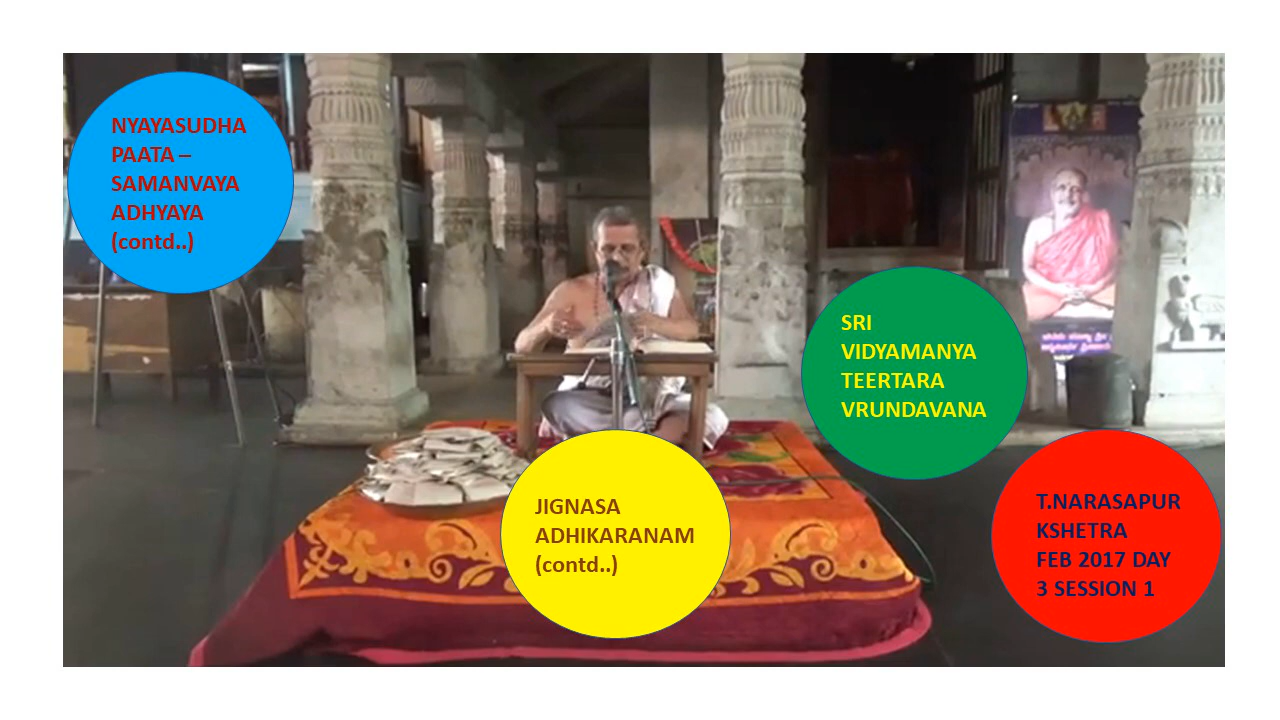 NYAYASUDHA
PAATA –
SAMANVAYA
ADHYAYA
(contd..)
SRI
VIDYAMANYA
TEERTARA
VRUNDAVANA
JIGNASA
ADHIKARANAM
(contd..)
T.NARASAPUR
KSHETRA
FEB 2017 DAY
3 SESSION 1